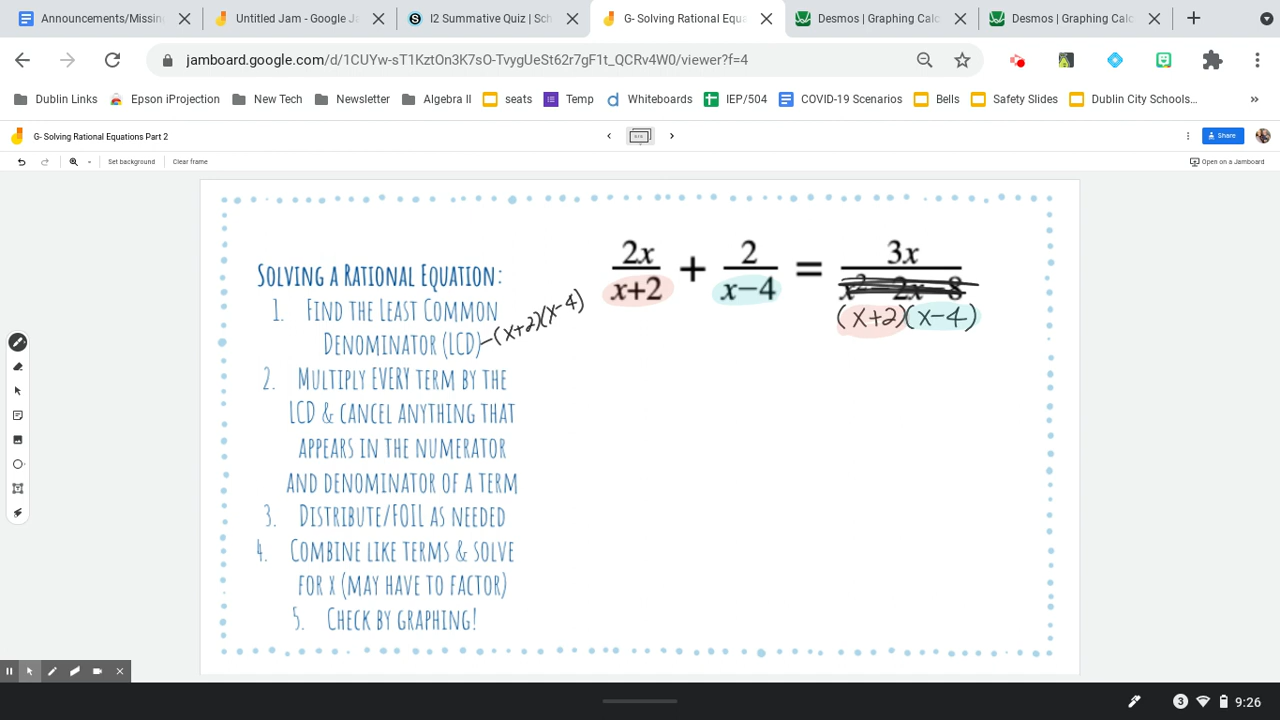 Announcements/Missing
Untitled Jam - Google Ja
I2 Summative Quiz | Sch
G- Solving Rational Equa
Desmos | Graphing Calc
Desmos | Graphing Calc
jamboard.google.com/d/1CUYw-sT1KztOn3K7sO-TvygUeSt62r7gF1t_QCRv4W0/viewer?f=4
Dublin Links
Epson iProjection
New Tech
Newsletter
Algebra II
seats
Temp
Whiteboards
IEP/504
COVID-19 Scenarios
Bells
Safety Slides
Dublin City Schools...
»
G- Solving Rational Equations Part 2
Share
Set background
Clear frame
Open on a Jamboard
SOLVING A RATIONAL EQUATION:
1. FIND THE LEAST COMMON
DENOMINATOR (LCD) -(x+2)(x-4)
2. MULTIPLY EVERY TERM BY THE
LCD & CANCEL ANYTHING THAT
APPEARS IN THE NUMERATOR
AND DENOMINATOR OF A TERM
3. DISTRIBUTE/FOIL AS NEEDED
4. COMBINE LIKE TERMS & SOLVE
FOR X (MAY HAVE TO FACTOR)
5. CHECK BY GRAPHING!
2x 2 3x
+ =
x+2 x-4 x² - 2x - 8
(x+2)(x-4)
3 9:26